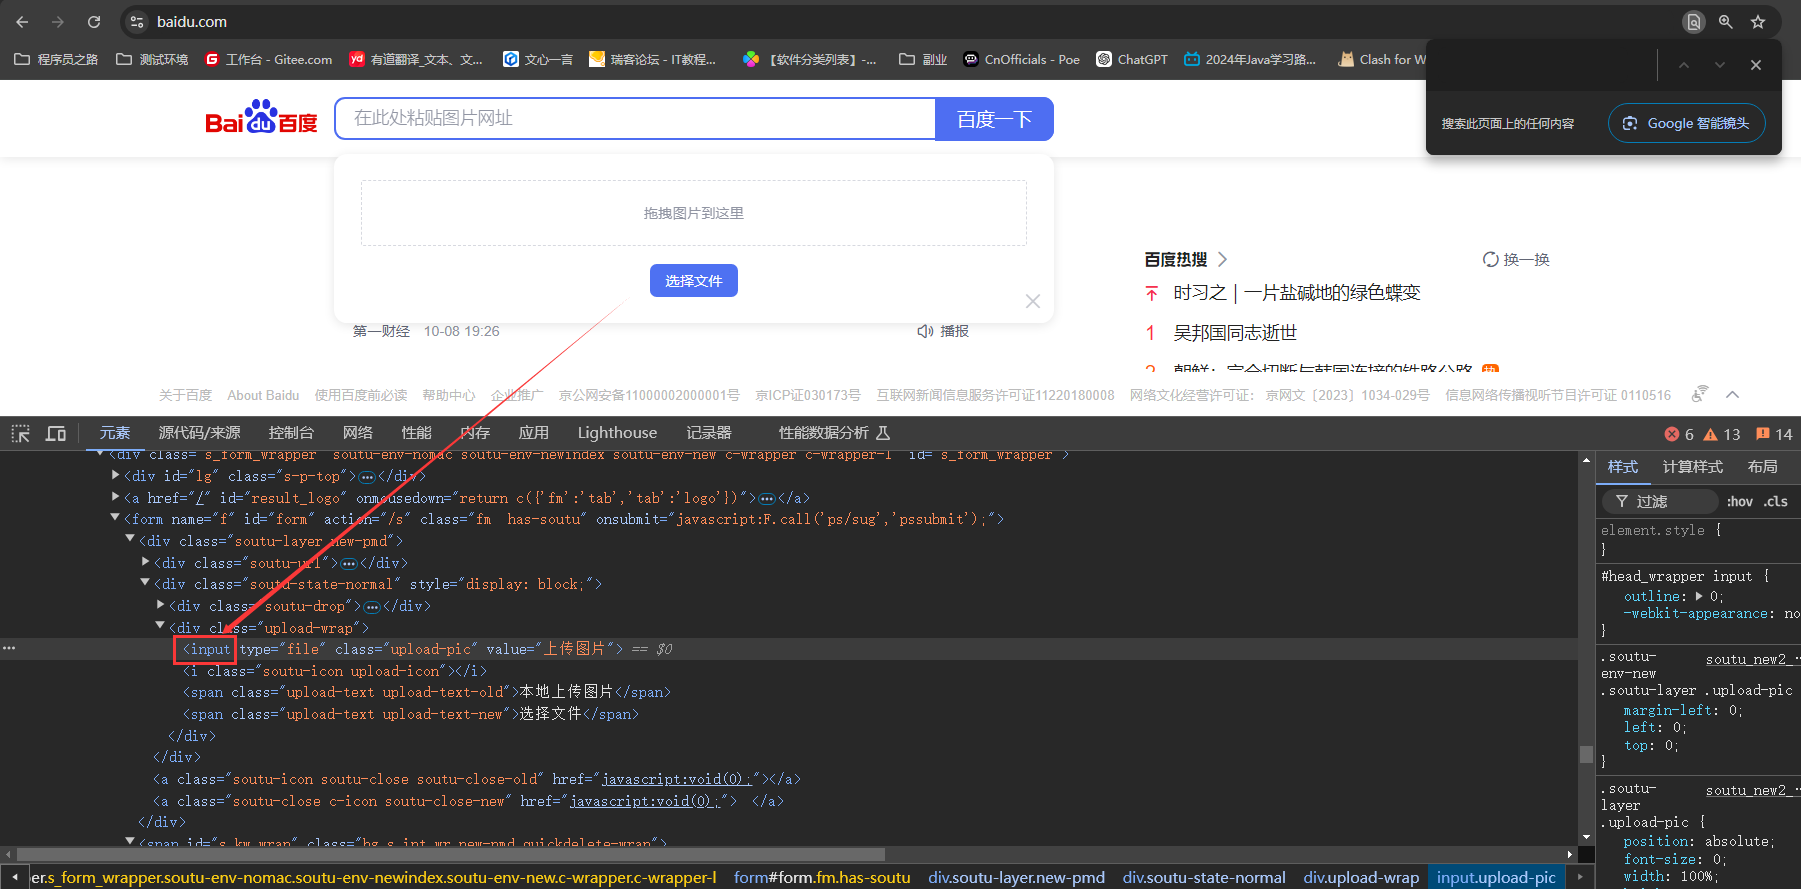 baidu.com
程序员之路 测试环境 工作台 - Gitee.com 有道翻译_文本、文... 文心一言 瑞客论坛 - IT教程... 【软件分类列表】-... 副业 CnOfficials - Poe ChatGPT 2024年Java学习路... Clash for W
搜索此页面上的任何内容 Google 智能镜头
Bai du 百度 在此处粘贴图片网址 百度一下
拖拽图片到这里
选择文件
百度热搜 换一换
时习之 | 一片盐碱地的绿色蝶变
第一财经 10-08 19:26 播报
1 吴邦国同志逝世
2 朝鲜：完全切断与韩国连接的铁路公路 热
关于百度 About Baidu 使用百度前必读 帮助中心 企业推广 京公网安备11000002000001号 京ICP证030173号 互联网新闻信息服务许可证11220180008 网络文化经营许可证： 京网文〔2023〕1034-029号 信息网络传播视听节目许可证 0110516
元素 源代码/来源 控制台 网络 性能 内存 应用 Lighthouse 记录器 性能数据分析 6 13 14
<div class="s_form_wrapper soutu-env-nomac soutu-env-newindex soutu-env-new c-wrapper c-wrapper-l" id="s_form_wrapper">
<div id="lg" class="s-p-top">…</div>
<a href="/" id="result_logo" onmousedown="return c({'fm':'tab','tab':'logo'})">…</a>
<form name="f" id="form" action="/s" class="fm  has-soutu" onsubmit="javascript:F.call('ps/sug','pssubmit');">
<div class="soutu-layer new-pmd">
<div class="soutu-url">…</div>
<div class="soutu-state-normal" style="display: block;">
<div class="soutu-drop">…</div>
<div class="upload-wrap">
<input type="file" class="upload-pic" value="上传图片"> == $0
<i class="soutu-icon upload-icon"></i>
<span class="upload-text upload-text-old">本地上传图片</span>
<span class="upload-text upload-text-new">选择文件</span>
</div>
</div>
<a class="soutu-icon soutu-close soutu-close-old" href="javascript:void(0);"></a>
<a class="soutu-close c-icon soutu-close-new" href="javascript:void(0);"> </a>
</div>
<span id="s_kw_wrap" class="bg s_ipt_wr new-pmd quickdelete-wrap">
er.s_form_wrapper.soutu-env-nomac.soutu-env-newindex.soutu-env-new.c-wrapper.c-wrapper-l form#form.fm.has-soutu div.soutu-layer.new-pmd div.soutu-state-normal div.upload-wrap input.upload-pic
样式 计算样式 布局
过滤 :hov .cls
element.style {
}
#head_wrapper input {
outline: 0;
-webkit-appearance: no
}
.soutu- soutu_new2_…
env-new
.soutu-layer .upload-pic
margin-left: 0;
left: 0;
top: 0;
}
.soutu- soutu_new2_…
layer
.upload-pic {
position: absolute;
font-size: 0;
width: 100%;